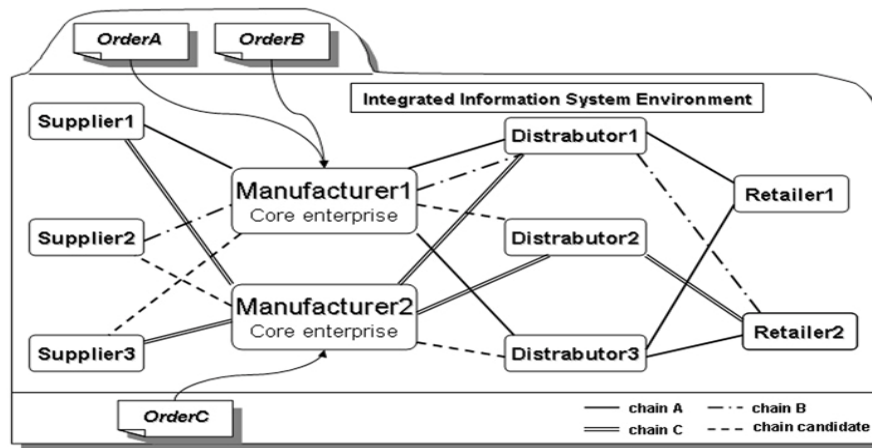 OrderA
OrderB
Integrated Information System Environment
Supplier1
Distrabutor1
Manufacturer1
Core enterprise
Retailer1
Supplier2
Distrabutor2
Manufacturer2
Core enterprise
Retailer2
Supplier3
Distrabutor3
OrderC
chain A
chain B
chain C
chain candidate